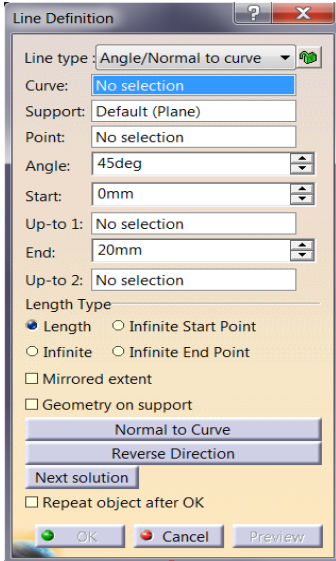 Line Definition ? X
Line type : Angle/Normal to curve
Curve: No selection
Support: Default (Plane)
Point: No selection
Angle: 45deg
Start: 0mm
Up-to 1: No selection
End: 20mm
Up-to 2: No selection
Length Type
Length Infinite Start Point
Infinite Infinite End Point
Mirrored extent
Geometry on support
Normal to Curve
Reverse Direction
Next solution
Repeat object after OK
OK Cancel Preview